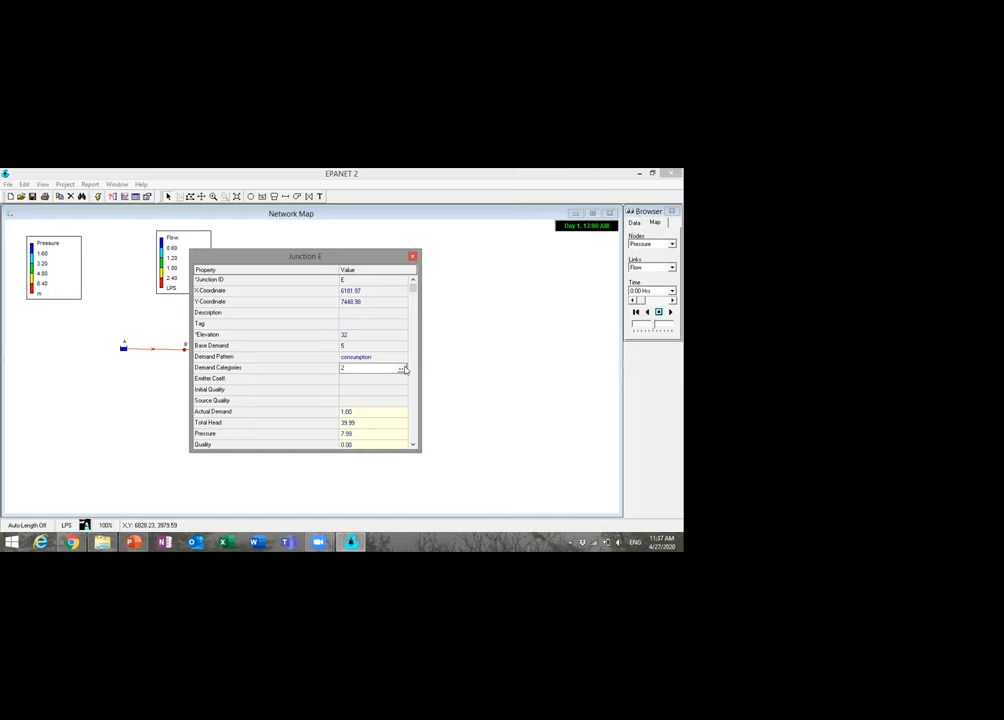 EPANET 2
File Edit View Project Report Window Help
Network Map
Browser
Data Map
Day 1, 12:00 AM
Pressure
1.60
3.20
4.80
6.40
m
Flow
0.60
1.20
1.80
2.40
LPS
A
B
Junction E
Property Value
*Junction ID E
X-Coordinate 6181.97
Y-Coordinate 7448.98
Description
Tag
*Elevation 32
Base Demand 5
Demand Pattern consumption
Demand Categories 2
Emitter Coeff.
Initial Quality
Source Quality
Actual Demand 1.00
Total Head 39.99
Pressure 7.99
Quality 0.00
Nodes
Pressure
Links
Flow
Time
0:00 Hrs
Auto-Length Off LPS 100% X,Y: 6828.23, 3979.59
ENG
11:37 AM
4/27/2020